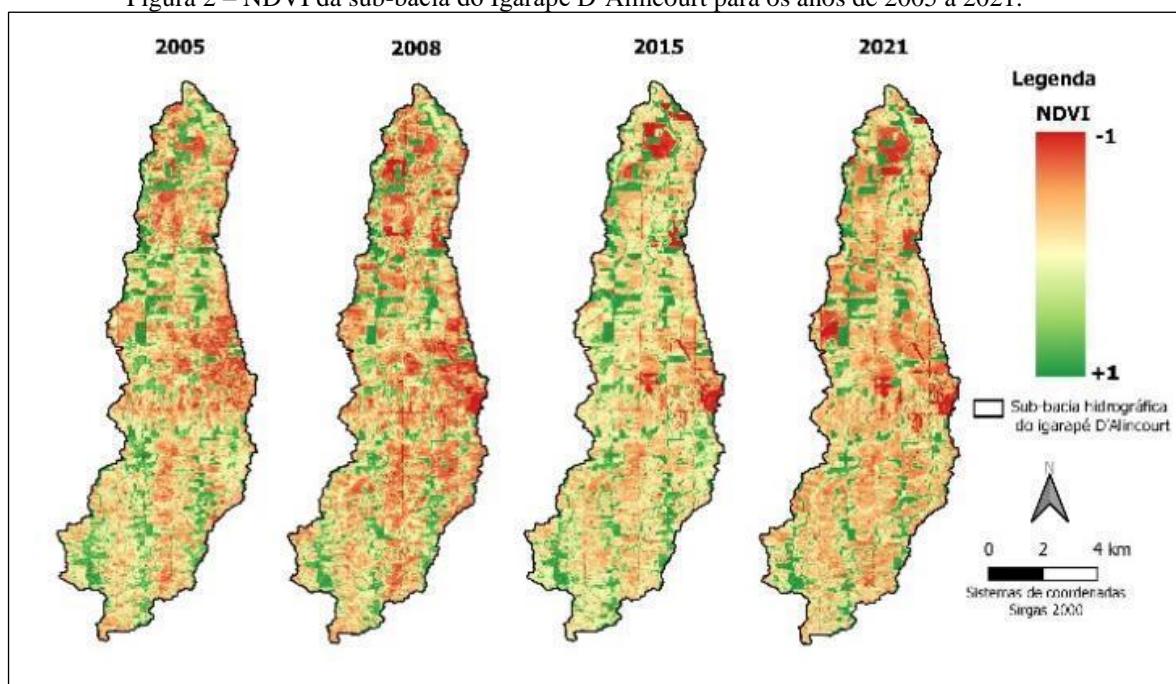 Figura 2 – NDVI da sub-bacia do Igarapé D'Alincourt para os anos de 2005 a 2021.
2005
2008
2015
2021
Legenda
NDVI
-1
+1
Sub-bacia hidrográfica
do igarapé D'Alincourt
N
0 2 4 km
Sistemas de coordenadas
Sirgas 2000